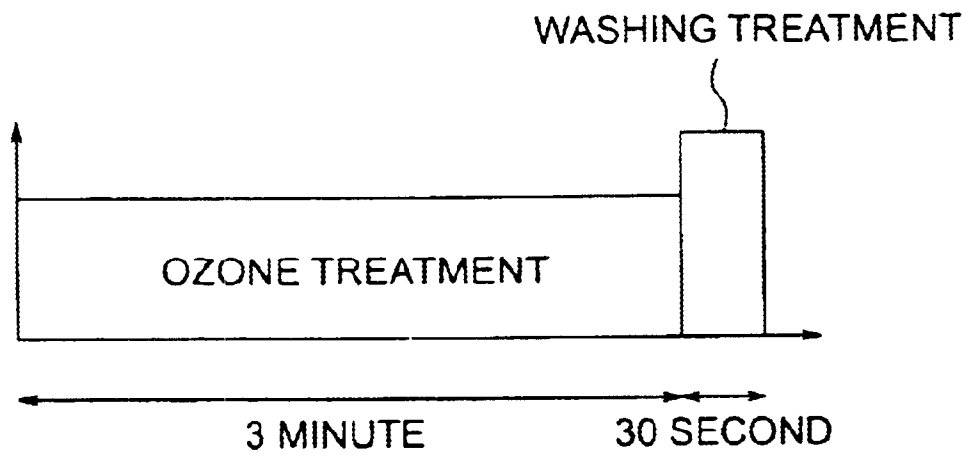 WASHING TREATMENT
OZONE TREATMENT
3 MINUTE
30 SECOND